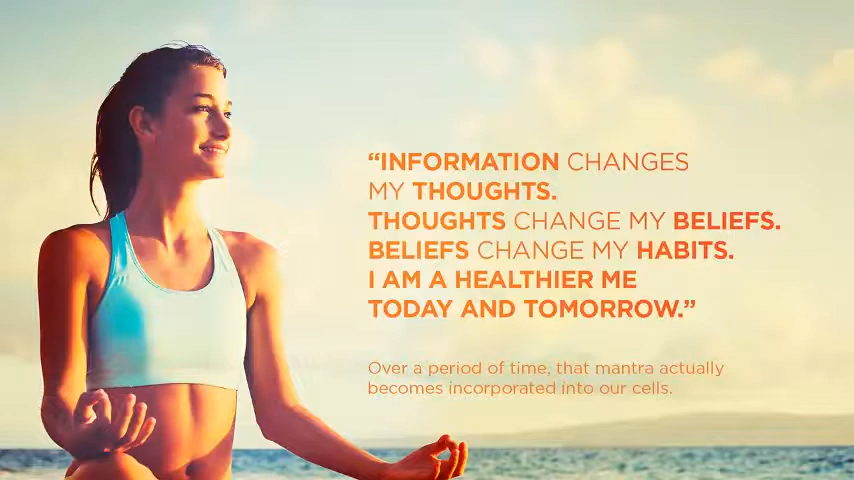 “INFORMATION CHANGES
MY THOUGHTS.
THOUGHTS CHANGE MY BELIEFS.
BELIEFS CHANGE MY HABITS.
I AM A HEALTHIER ME
TODAY AND TOMORROW.”
Over a period of time, that mantra actually
becomes incorporated into our cells.